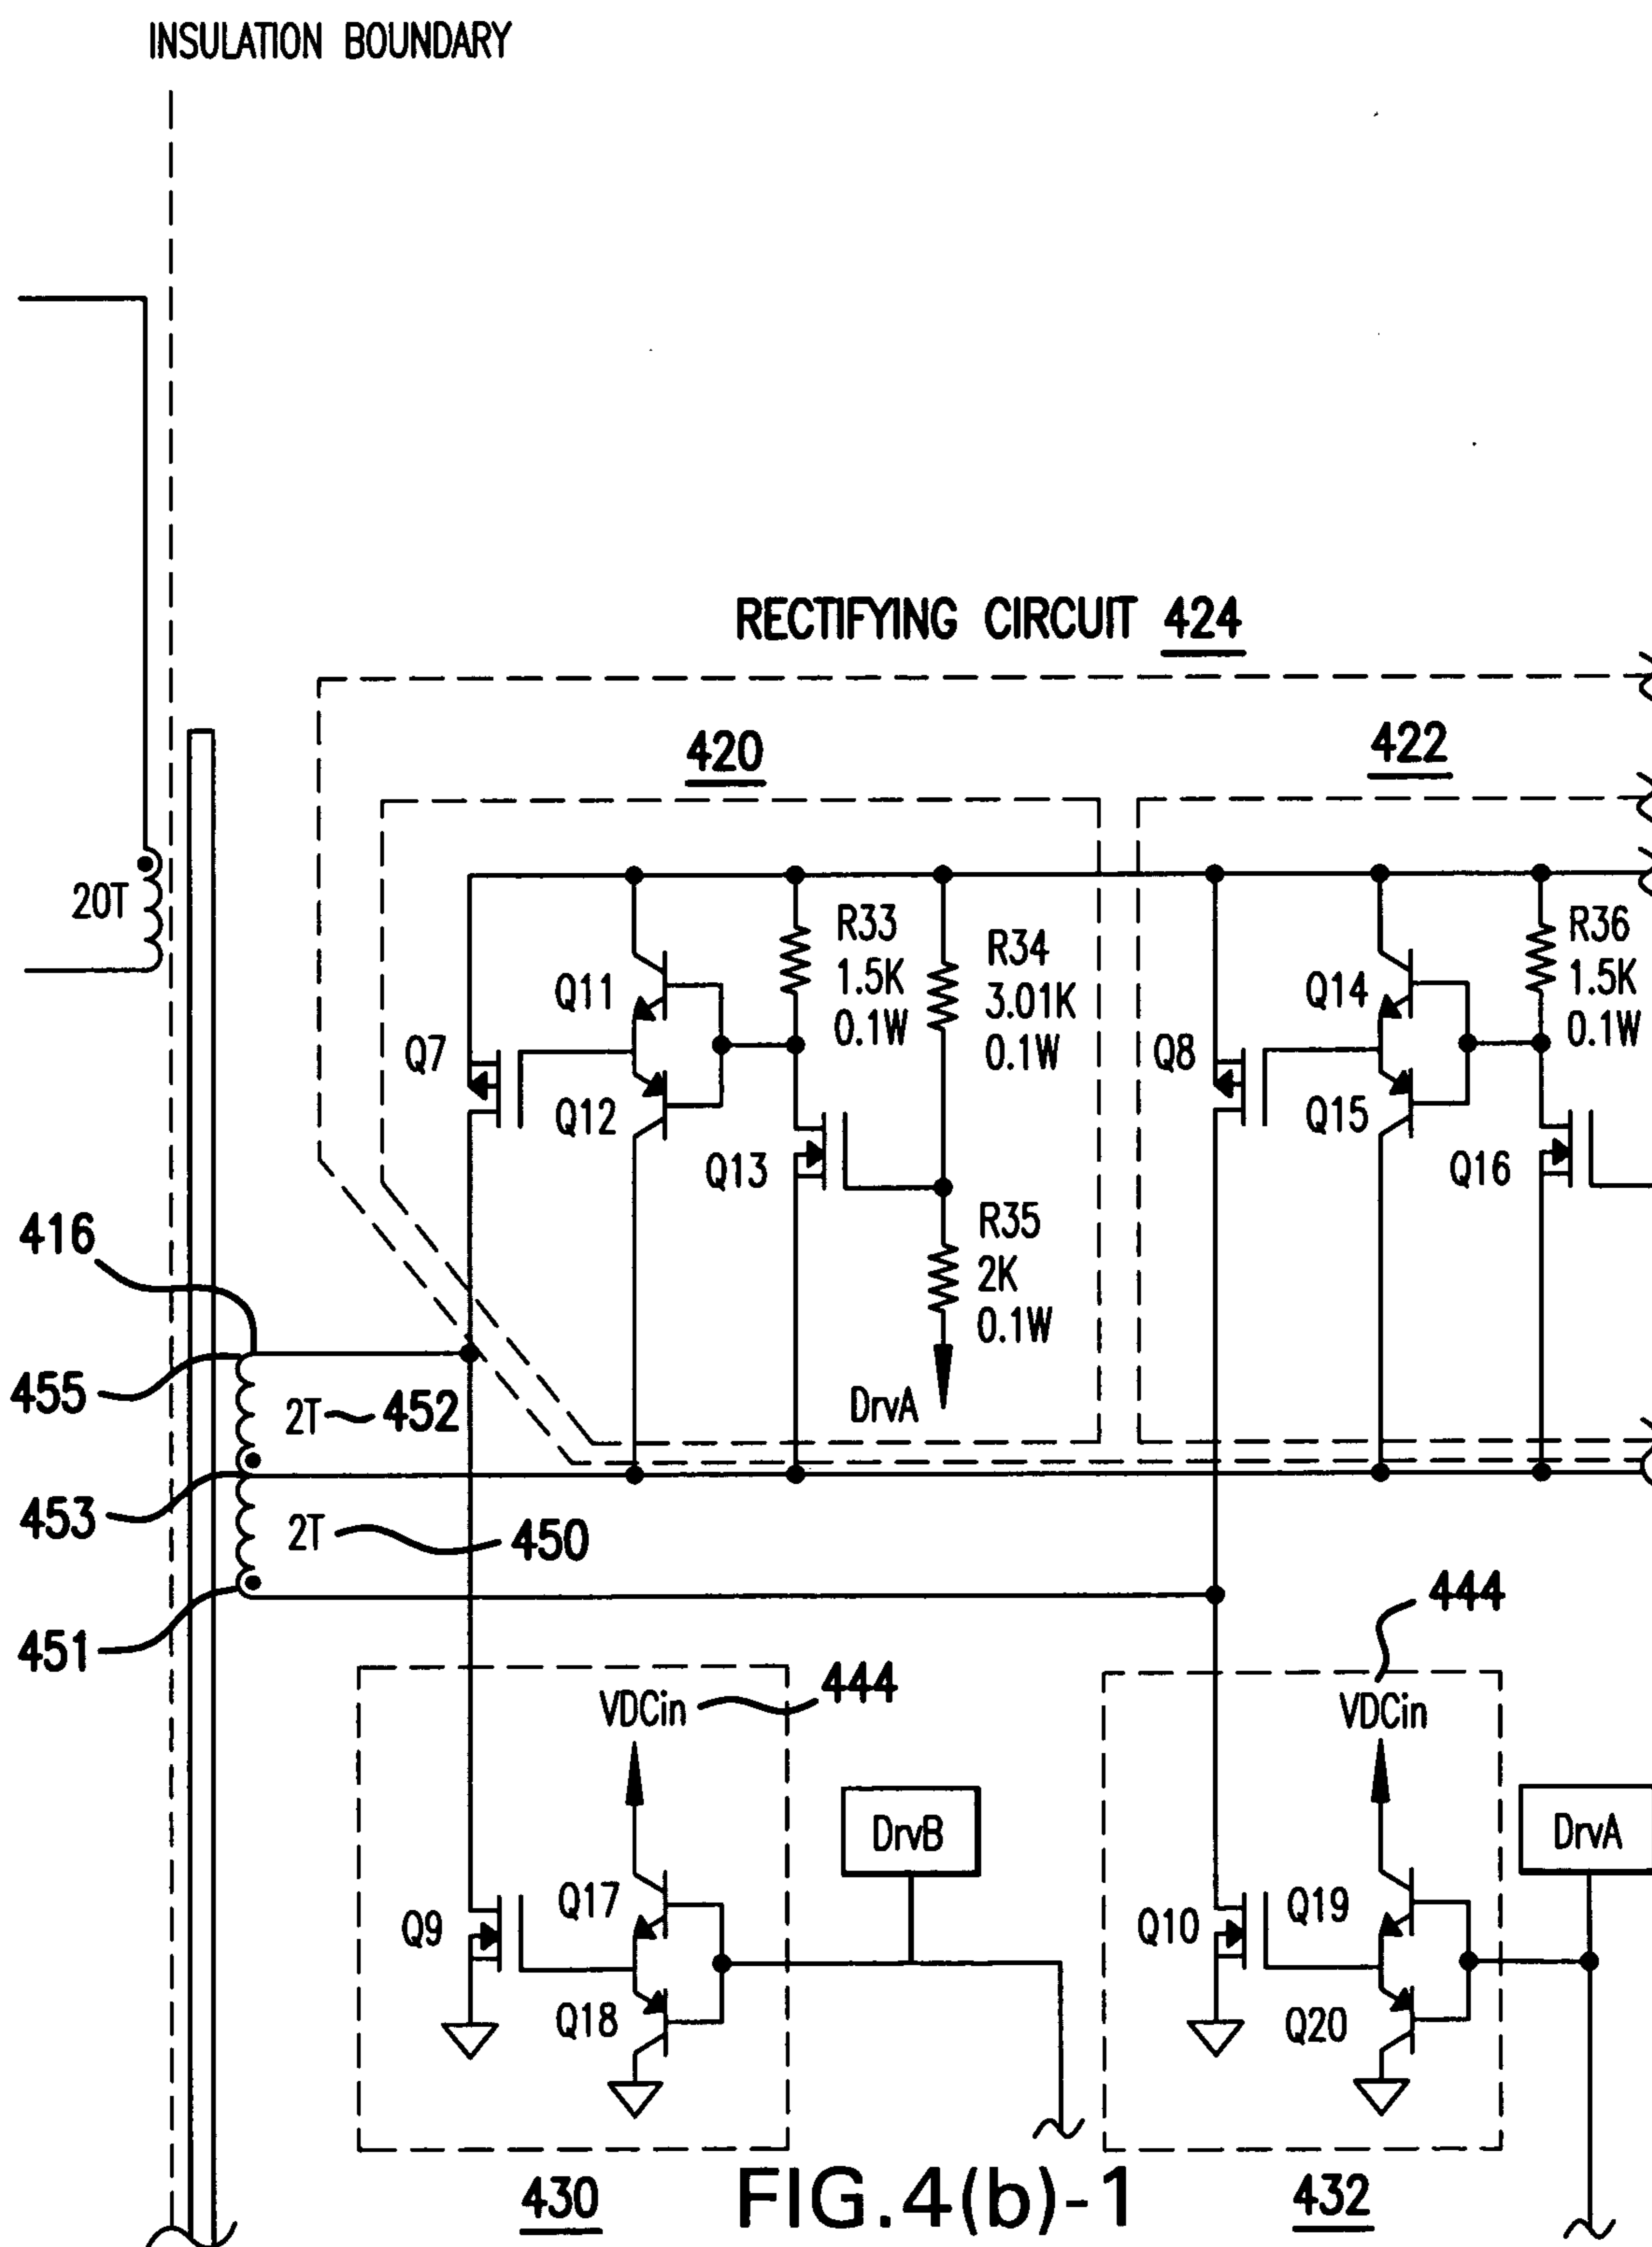 INSULATION BOUNDARY
RECTIFYING CIRCUIT 424
420
422
20T
R33
1.5K
0.1W
R34
3.01K
0.1W
R36
1.5K
0.1W
Q11
Q14
Q7
Q8
Q12
Q15
Q13
Q16
R35
2K
0.1W
416
DrvA
455
2T
452
453
2T
450
451
444
444
VDCin
VDCin
DrvB
DrvA
Q17
Q19
Q9
Q10
Q18
Q20
430
FIG.4(b)-1
432